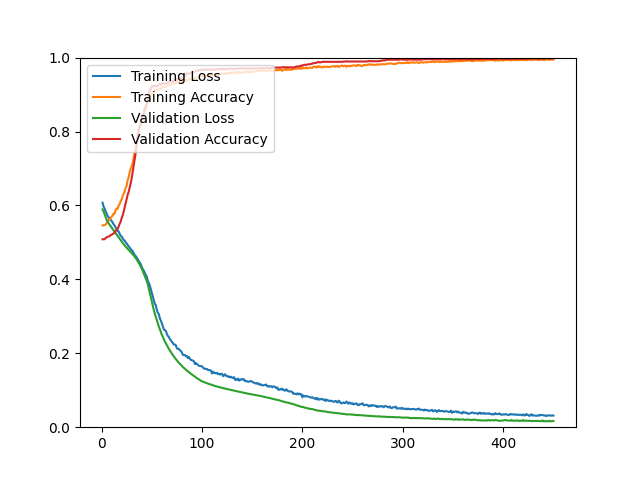 1.0
0.8
0.6
0.4
0.2
0.0
Training Loss
Training Accuracy
Validation Loss
Validation Accuracy
0 100 200 300 400